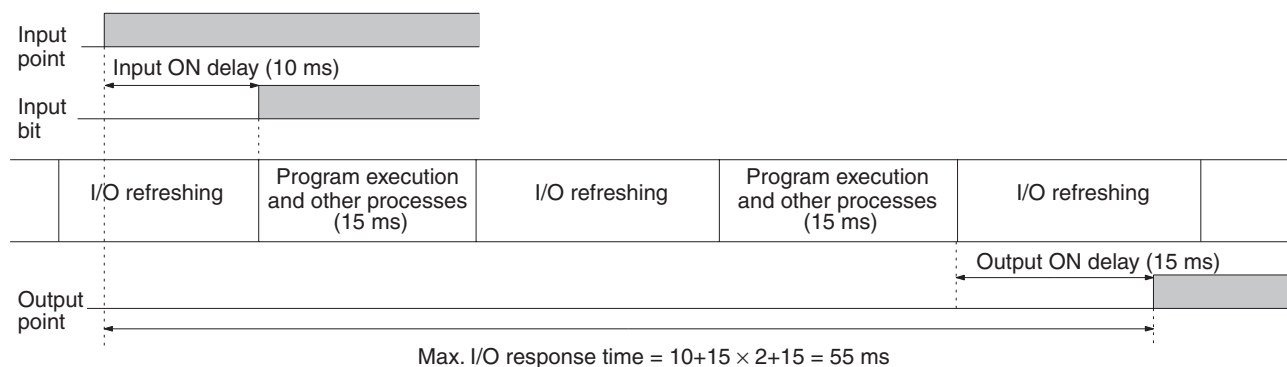 Input
point
Input ON delay (10 ms)
Input
bit
I/O refreshing
Program execution
and other processes
(15 ms)
I/O refreshing
Program execution
and other processes
(15 ms)
I/O refreshing
Output ON delay (15 ms)
Output
point
Max. I/O response time = 10+15 × 2+15 = 55 ms